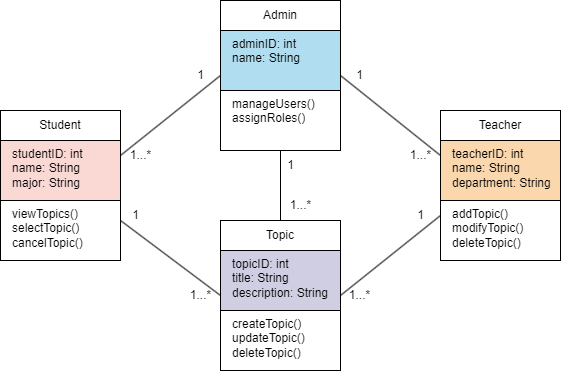 Admin
adminID: int
name: String
manageUsers()
assignRoles()
1
1
1
Student
studentID: int
name: String
major: String
viewTopics()
selectTopic()
cancelTopic()
1...*
1
Teacher
teacherID: int
name: String
department: String
addTopic()
modifyTopic()
deleteTopic()
1...*
1
1...*
Topic
topicID: int
title: String
description: String
createTopic()
updateTopic()
deleteTopic()
1...*
1...*